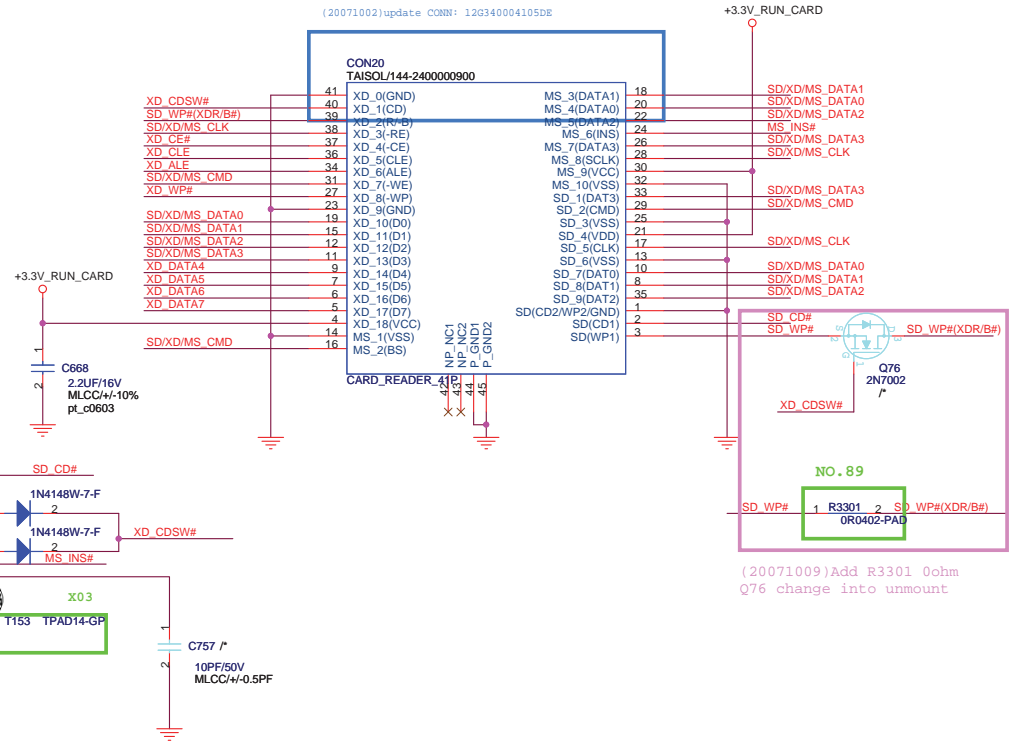 (20071002)update CONN: 12G340004105DE
+3.3V_RUN_CARD
CON20
TAISOL/144-2400000900
XD_CDSW# 41 XD_0(GND) MS_3(DATA1) 18 SD/XD/MS_DATA1
SD_WP#(XDR/B#) 40 XD_1(CD) MS_4(DATA0) 20 SD/XD/MS_DATA0
SD/XD/MS_CLK 39 XD_2(R/-B) MS_5(DATA2) 22 SD/XD/MS_DATA2
XD_CE# 38 XD_3(-RE) MS_6(INS) 24 MS_INS#
XD_CLE 37 XD_4(-CE) MS_7(DATA3) 26 SD/XD/MS_DATA3
XD_ALE 36 XD_5(CLE) MS_8(SCLK) 28 SD/XD/MS_CLK
SD/XD/MS_CMD 34 XD_6(ALE) MS_9(VCC) 30
XD_WP# 31 XD_7(-WE) MS_10(VSS) 32
27 XD_8(-WP) SD_1(DAT3) 33 SD/XD/MS_DATA3
23 XD_9(GND) SD_2(CMD) 29 SD/XD/MS_CMD
SD/XD/MS_DATA0 19 XD_10(D0) SD_3(VSS) 25
SD/XD/MS_DATA1 15 XD_11(D1) SD_4(VDD) 21
SD/XD/MS_DATA2 12 XD_12(D2) SD_5(CLK) 17 SD/XD/MS_CLK
SD/XD/MS_DATA3 11 XD_13(D3) SD_6(VSS) 13
XD_DATA4 9 XD_14(D4) SD_7(DAT0) 10 SD/XD/MS_DATA0
XD_DATA5 7 XD_15(D5) SD_8(DAT1) 8 SD/XD/MS_DATA1
XD_DATA6 6 XD_16(D6) SD_9(DAT2) 35 SD/XD/MS_DATA2
XD_DATA7 5 XD_17(D7) SD(CD2/WP2/GND) 1
4 XD_18(VCC) SD(CD1) 2 SD_CD#
14 MS_1(VSS) SD(WP1) 3 SD_WP#
SD/XD/MS_CMD 16 MS_2(BS)
NP_NC1
NP_NC2
P_GND1
P_GND2
CARD_READER_41P
42
43
44
45
+3.3V_RUN_CARD
1
C668
2
2.2UF/16V
MLCC/+/-10%
pt_c0603
S 2
D 3
G 1
SD_WP#(XDR/B#)
Q76
2N7002
/*
XD_CDSW#
NO.89
SD_WP# 1 R3301 2 SD_WP#(XDR/B#)
0R0402-PAD
(20071009)Add R3301 0ohm
Q76 change into unmount
SD_CD#
1N4148W-7-F
2
1N4148W-7-F
2
XD_CDSW#
MS_INS#
X03
T153 TPAD14-GP
1
C757 /*
2
10PF/50V
MLCC/+/-0.5PF